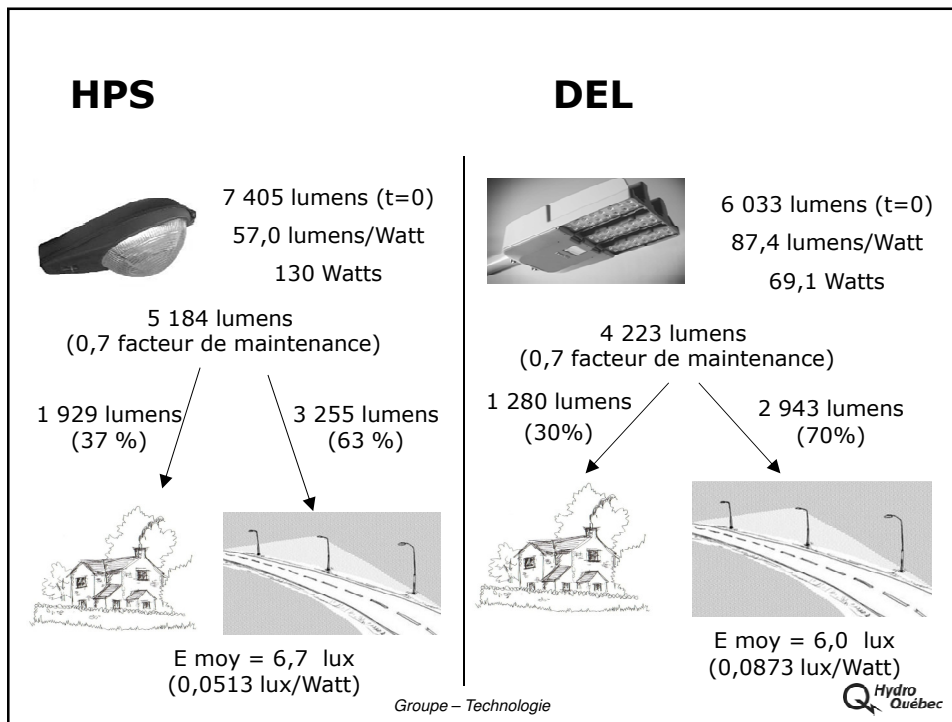 HPS
7 405 lumens (t=0)
57,0 lumens/Watt
130 Watts
5 184 lumens
(0,7 facteur de maintenance)
1 929 lumens
(37 %)
3 255 lumens
(63 %)
E moy = 6,7 lux
(0,0513 lux/Watt)
DEL
6 033 lumens (t=0)
87,4 lumens/Watt
69,1 Watts
4 223 lumens
(0,7 facteur de maintenance)
1 280 lumens
(30%)
2 943 lumens
(70%)
E moy = 6,0 lux
(0,0873 lux/Watt)
Groupe – Technologie
Hydro
Québec